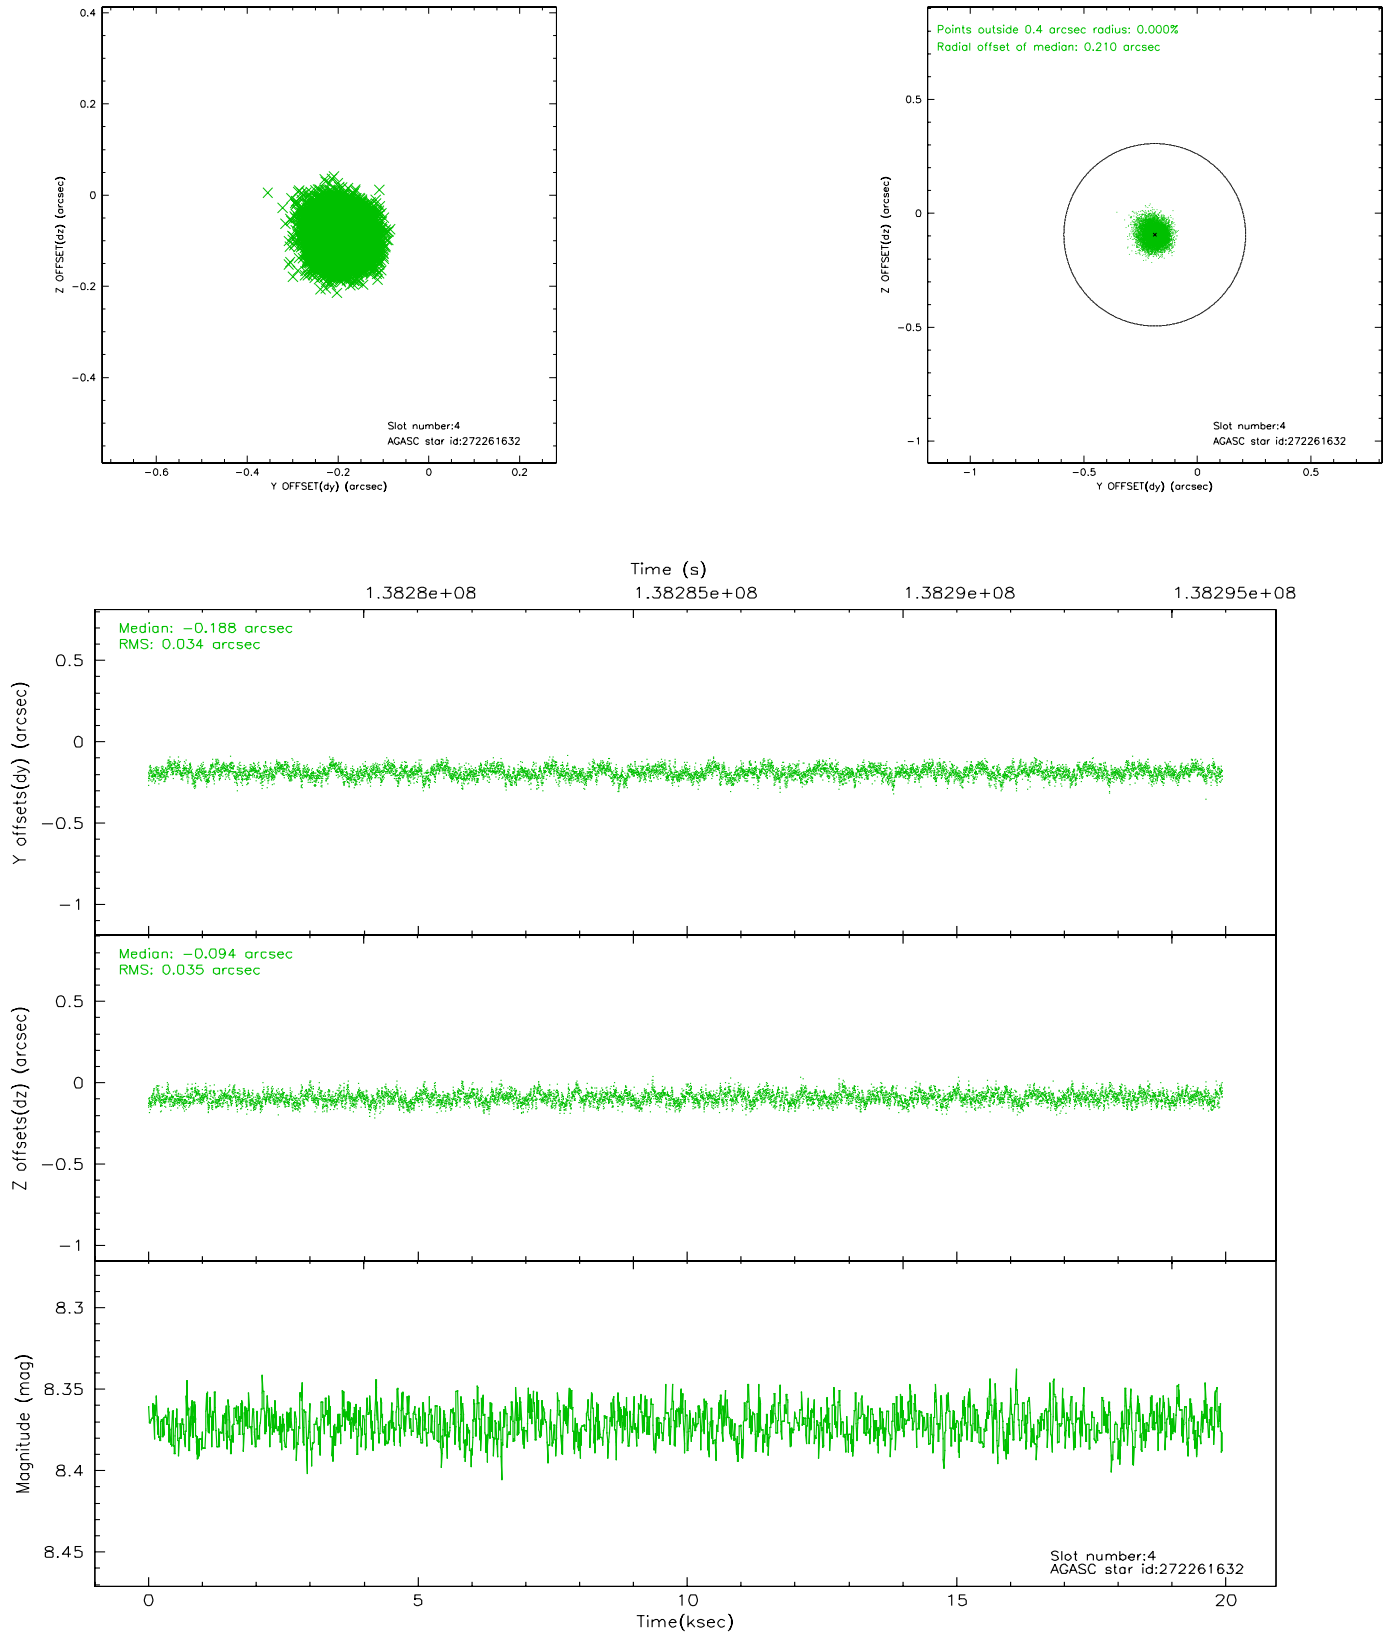 0.4
0.2
0
-0.2
-0.4
Z OFFSET(dz) (arcsec)
Slot number:4
AGASC star id:272261632
-0.6 -0.4 -0.2 0 0.2
Y OFFSET(dy) (arcsec)
Points outside 0.4 arcsec radius: 0.000%
Radial offset of median: 0.210 arcsec
0.5
0
-0.5
-1
Z OFFSET(dz) (arcsec)
Slot number:4
AGASC star id:272261632
-1 -0.5 0 0.5
Y OFFSET(dy) (arcsec)
Time (s)
1.3828e+08 1.38285e+08 1.3829e+08 1.38295e+08
Median: -0.188 arcsec
RMS: 0.034 arcsec
0.5
0
-0.5
-1
Y offsets(dy) (arcsec)
Median: -0.094 arcsec
RMS: 0.035 arcsec
0.5
0
-0.5
-1
Z offsets(dz) (arcsec)
8.3
8.35
8.4
8.45
Magnitude (mag)
Slot number:4
AGASC star id:272261632
0 5 10 15 20
Time(ksec)